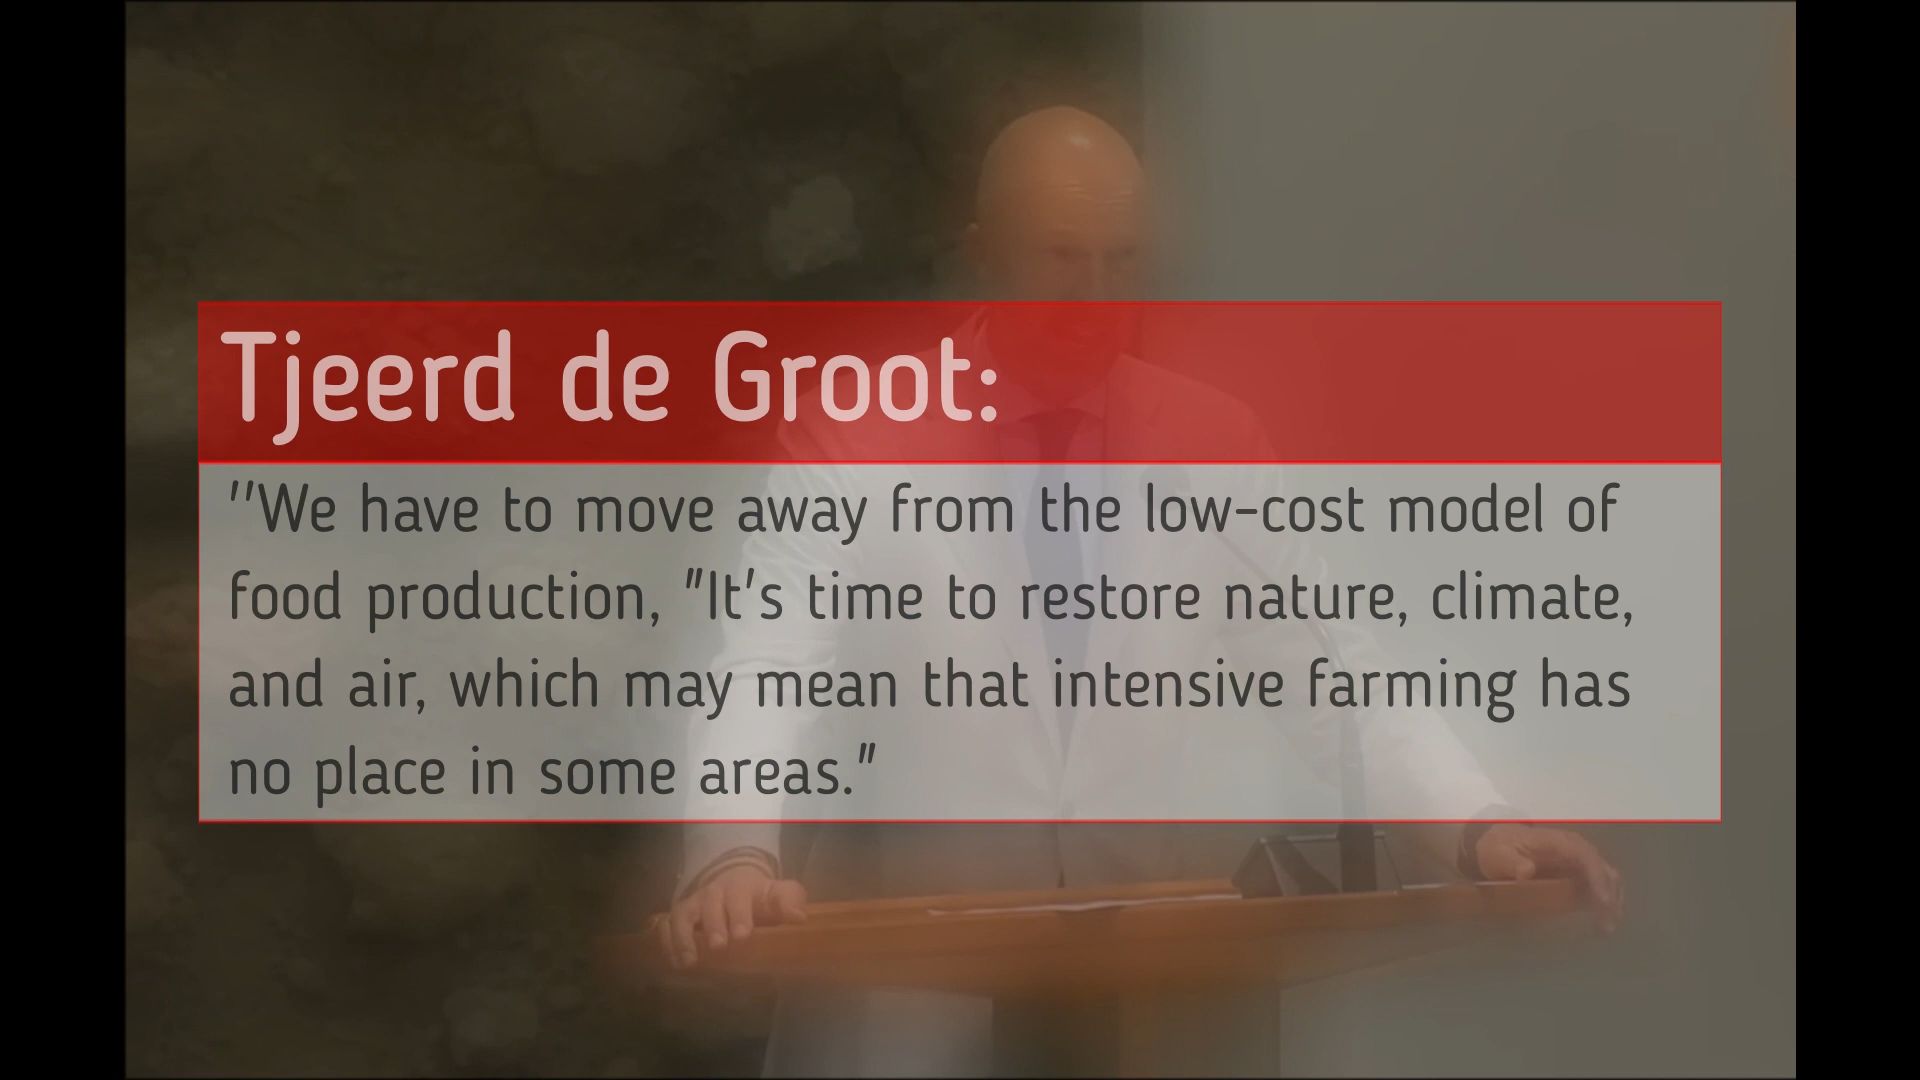 Tjeerd de Groot:
''We have to move away from the low-cost model of
food production, "It's time to restore nature, climate,
and air, which may mean that intensive farming has
no place in some areas."